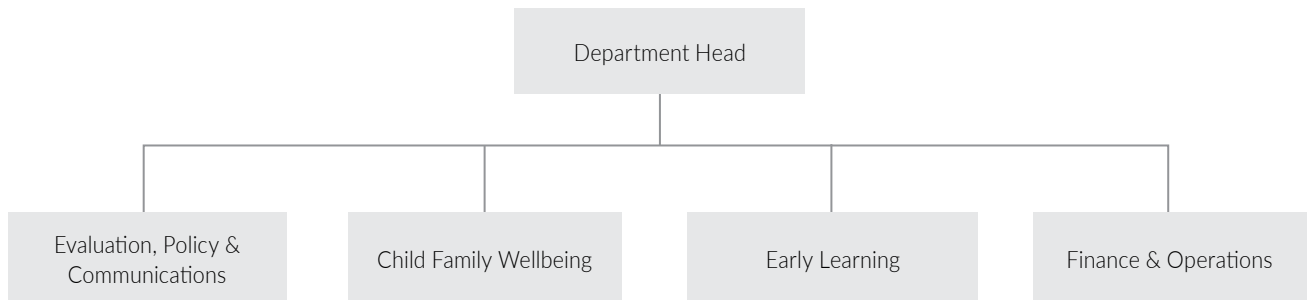 Department Head
Evaluation, Policy &
Communications
Child Family Wellbeing
Early Learning
Finance & Operations